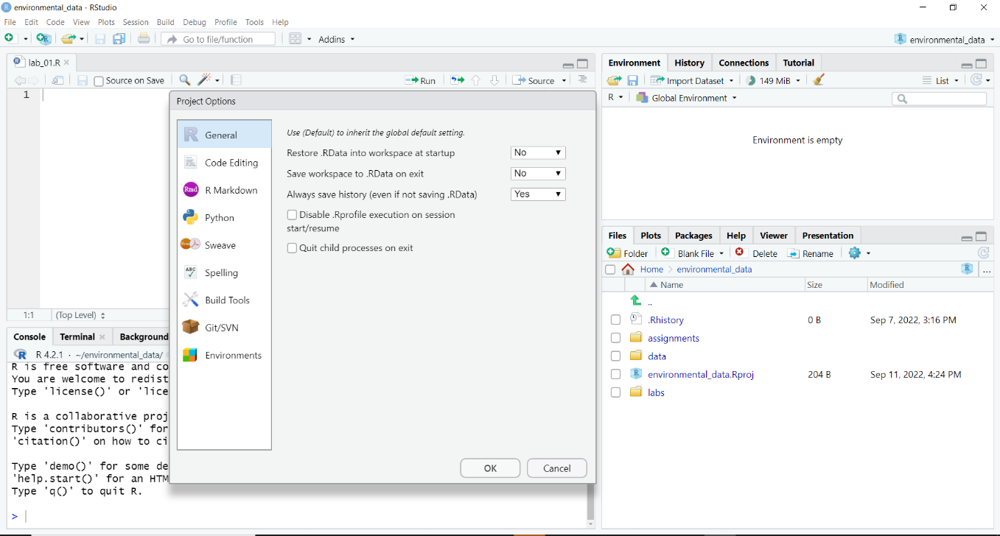 environmental_data - RStudio
File Edit Code View Plots Session Build Debug Profile Tools Help
Go to file/function Addins environmental_data
lab_01.R
Source on Save Run Source
1
1:1 (Top Level)
Console Terminal Background
R 4.2.1 · ~/environmental_data/
R is free software and co
You are welcome to redist
Type 'license()' or 'lice
R is a collaborative proj
Type 'contributors()' for
'citation()' on how to ci
Type 'demo()' for some de
'help.start()' for an HTM
Type 'q()' to quit R.
>
Project Options
General
Code Editing
R Markdown
Python
Sweave
Spelling
Build Tools
Git/SVN
Environments
Use (Default) to inherit the global default setting.
Restore .RData into workspace at startup No
Save workspace to .RData on exit No
Always save history (even if not saving .RData) Yes
Disable .Rprofile execution on session
start/resume
Quit child processes on exit
OK Cancel
Environment History Connections Tutorial
Import Dataset 149 MiB List
R Global Environment
Environment is empty
Files Plots Packages Help Viewer Presentation
Folder Blank File Delete Rename
Home environmental_data ...
Name Size Modified
..
.Rhistory 0 B Sep 7, 2022, 3:16 PM
assignments
data
environmental_data.Rproj 204 B Sep 11, 2022, 4:24 PM
labs